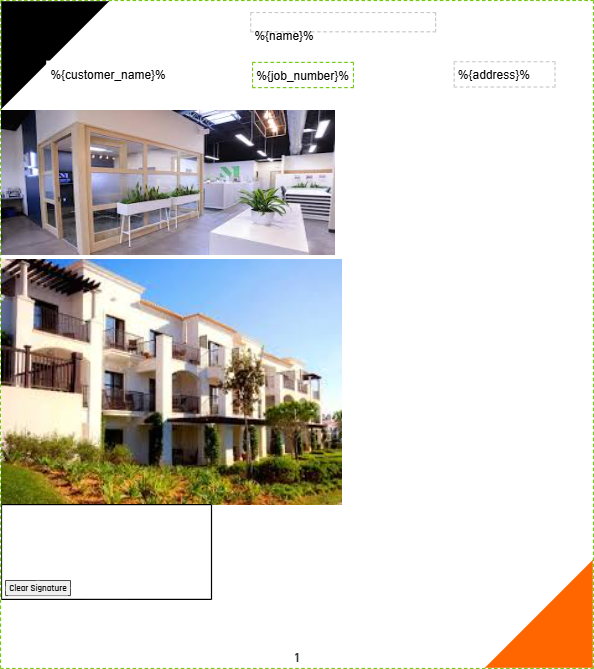 %{name}%
%{customer_name}%
%{job_number}%
%{address}%
Clear Signature
1